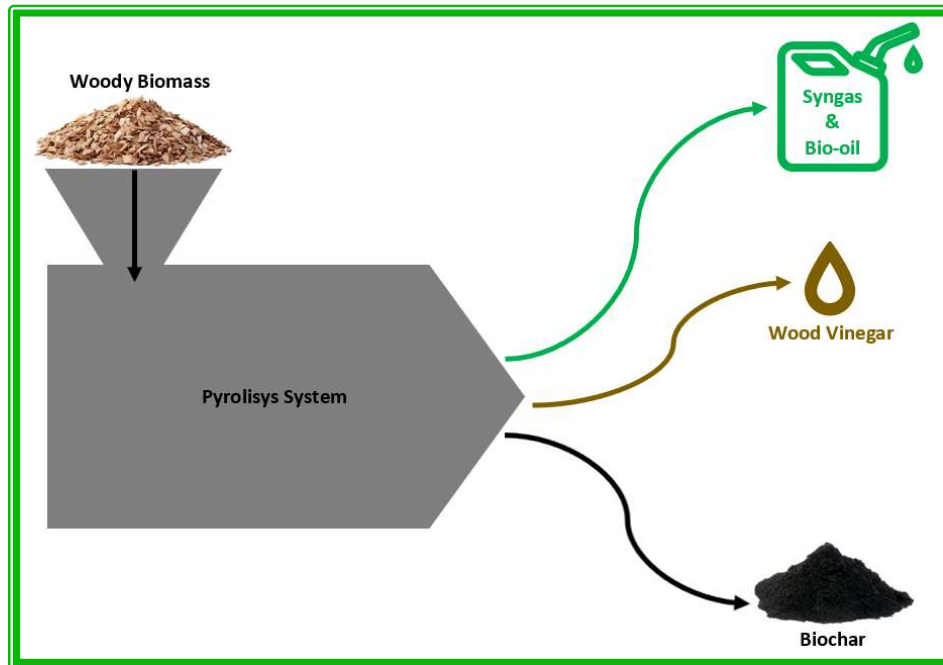 Woody Biomass
Syngas
&
Bio-oil
Wood Vinegar
Pyrolisys System
Biochar